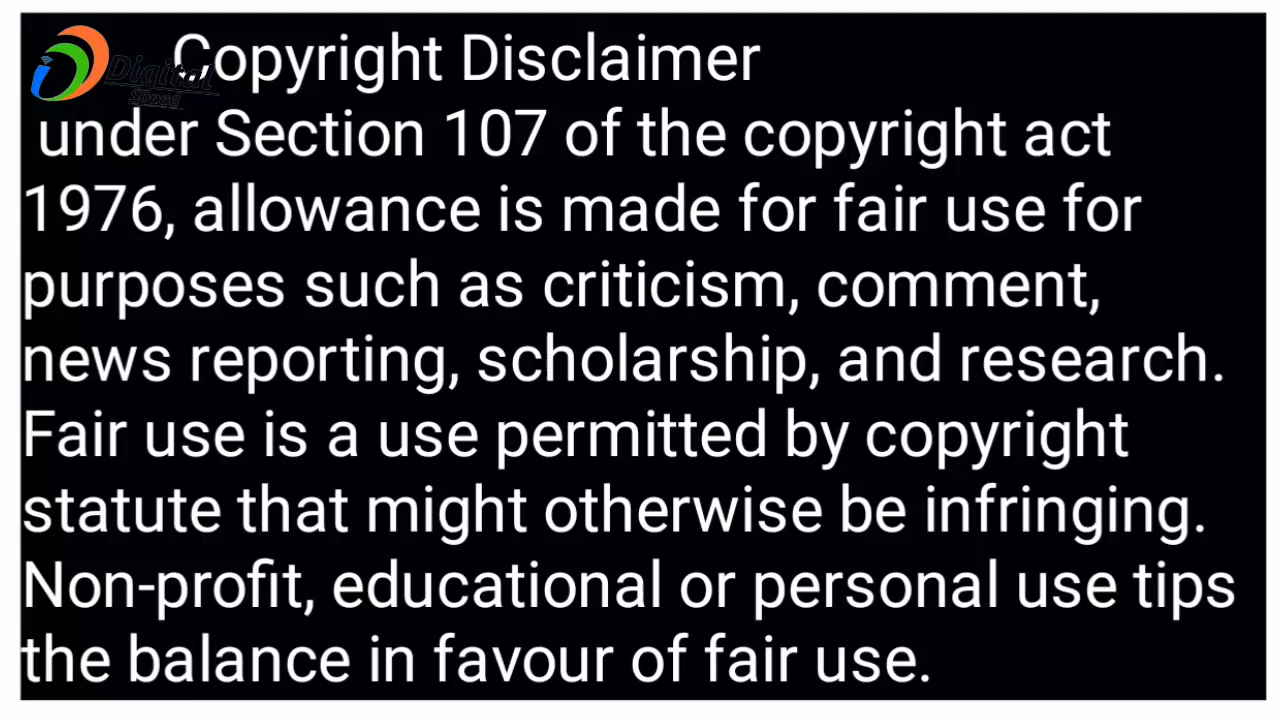 Copyright Disclaimer
Digital
Speed
under Section 107 of the copyright act
1976, allowance is made for fair use for
purposes such as criticism, comment,
news reporting, scholarship, and research.
Fair use is a use permitted by copyright
statute that might otherwise be infringing.
Non-profit, educational or personal use tips
the balance in favour of fair use.